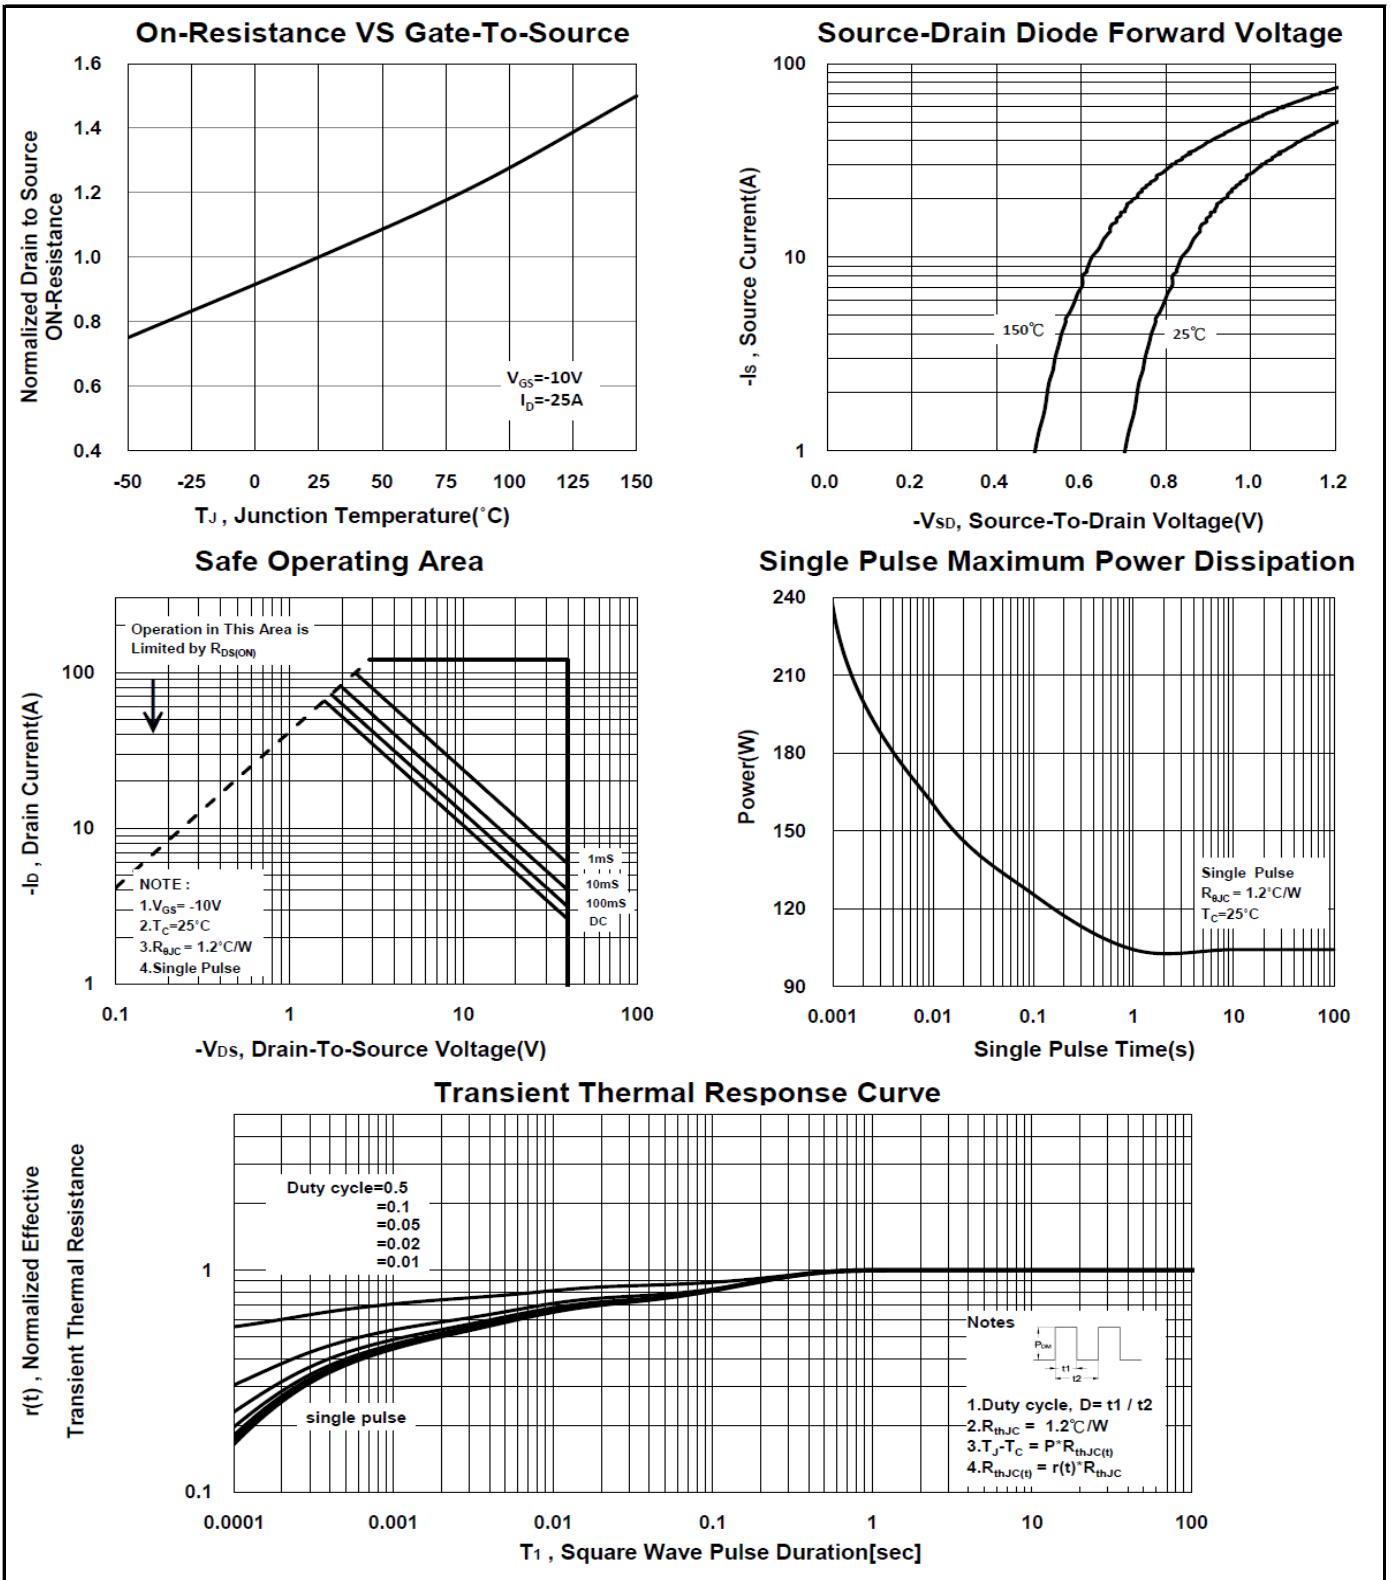 On-Resistance VS Gate-To-Source
1.6
1.4
1.2
1.0
0.8
0.6
0.4
Normalized Drain to Source
ON-Resistance
VGS=-10V
ID=-25A
-50 -25 0 25 50 75 100 125 150
TJ , Junction Temperature(°C)
Source-Drain Diode Forward Voltage
100
10
1
-IS , Source Current(A)
150℃
25℃
0.0 0.2 0.4 0.6 0.8 1.0 1.2
-VSD, Source-To-Drain Voltage(V)
Safe Operating Area
Operation in This Area is
Limited by RDS(ON)
100
10
1
-ID , Drain Current(A)
1mS
10mS
100mS
DC
NOTE :
1.VGS= -10V
2.TC=25°C
3.RθJC = 1.2°C/W
4.Single Pulse
0.1 1 10 100
-VDS, Drain-To-Source Voltage(V)
Single Pulse Maximum Power Dissipation
240
210
180
150
120
90
Power(W)
Single Pulse
RθJC = 1.2°C/W
TC=25°C
0.001 0.01 0.1 1 10 100
Single Pulse Time(s)
Transient Thermal Response Curve
r(t) , Normalized Effective
Transient Thermal Resistance
Duty cycle=0.5
=0.1
=0.05
=0.02
=0.01
1
0.1
single pulse
Notes
PDM
t1
t2
1.Duty cycle, D= t1 / t2
2.RthJC = 1.2℃/W
3.TJ-TC = P*RthJC(t)
4.RthJC(t) = r(t)*RthJC
0.0001 0.001 0.01 0.1 1 10 100
T1 , Square Wave Pulse Duration[sec]